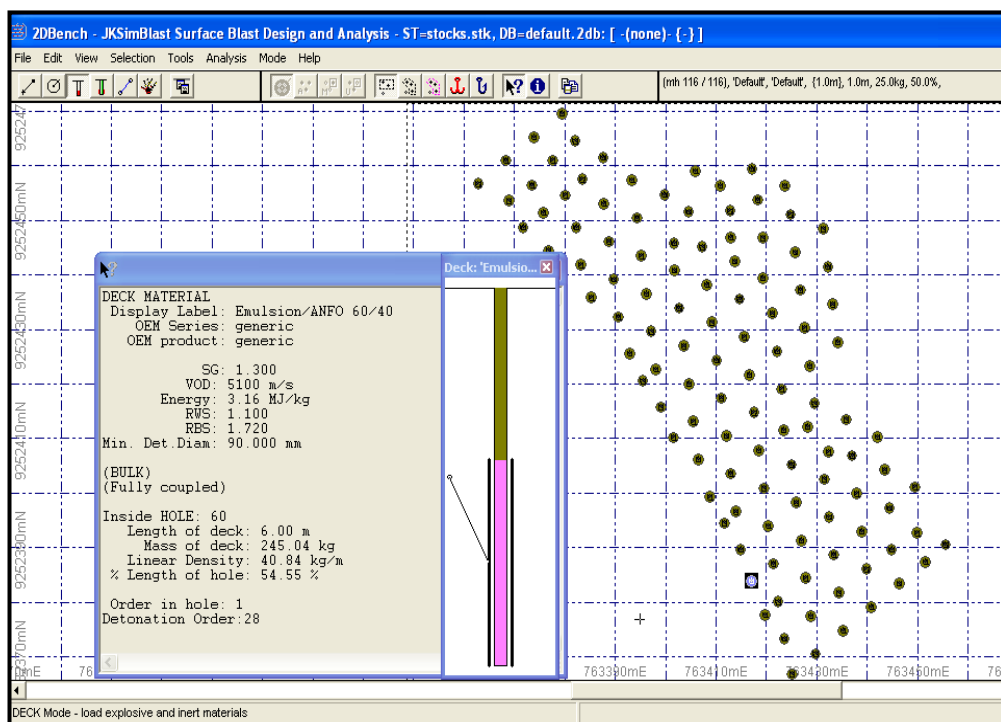 2DBench - JKSimBlast Surface Blast Design and Analysis - ST=stocks.stk, DB=default.2db: [ -(none)- {-} ]
File Edit View Selection Tools Analysis Mode Help
(mh 116 / 116), 'Default', 'Default', {1.0m}, 1.0m, 25.0kg, 50.0%,
925247
9252450mN
9252430mN
9252410mN
9252390mN
9252370mN
Deck: 'Emulsio...
DECK MATERIAL
Display Label: Emulsion/ANFO 60/40
OEM Series: generic
OEM product: generic
SG: 1.300
VOD: 5100 m/s
Energy: 3.16 MJ/kg
RWS: 1.100
RBS: 1.720
Min. Det.Diam: 90.000 mm
(BULK)
(Fully coupled)
Inside HOLE: 60
Length of deck: 6.00 m
Mass of deck: 245.04 kg
Linear Density: 40.84 kg/m
% Length of hole: 54.55 %
Order in hole: 1
Detonation Order:28
763390mE 763410mE 763430mE 763450mE
DECK Mode - load explosive and inert materials